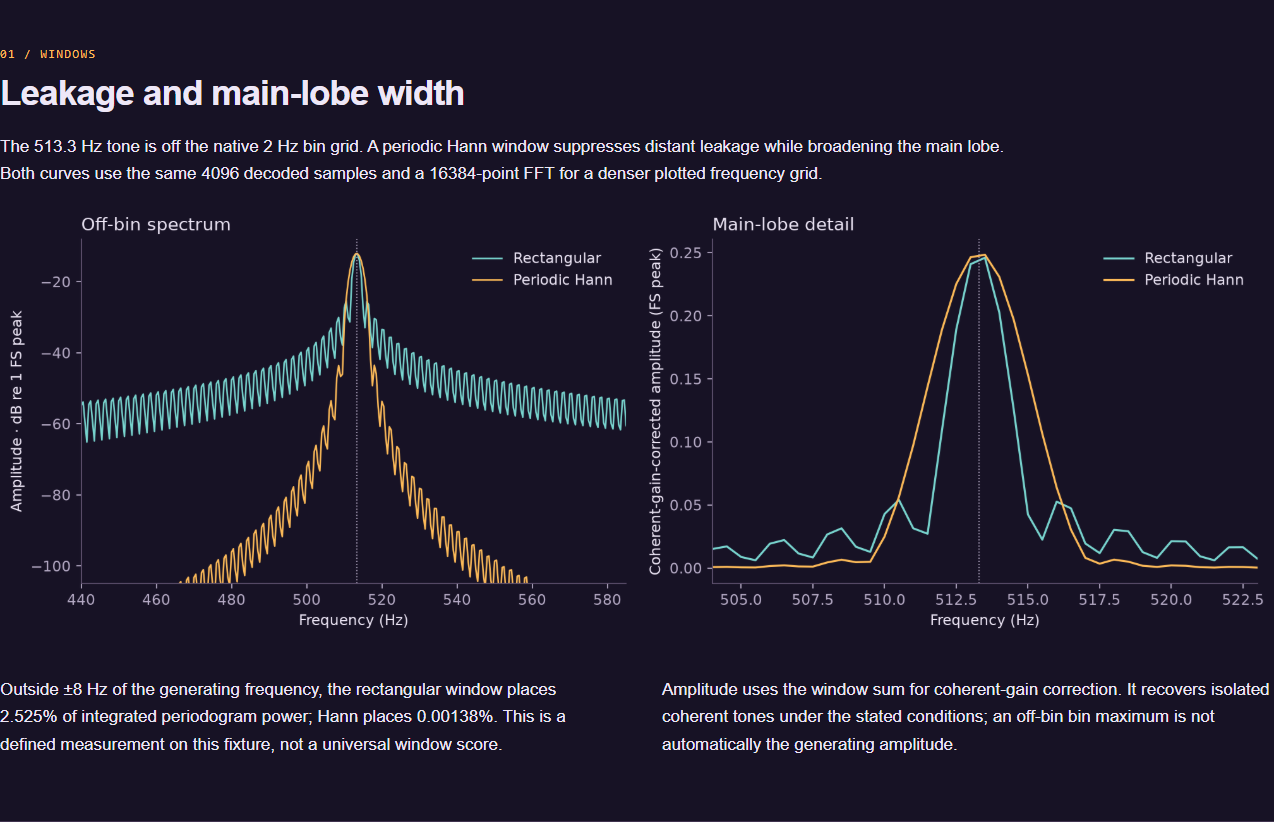 01 / WINDOWS
Leakage and main-lobe width
The 513.3 Hz tone is off the native 2 Hz bin grid. A periodic Hann window suppresses distant leakage while broadening the main lobe.
Both curves use the same 4096 decoded samples and a 16384-point FFT for a denser plotted frequency grid.
Off-bin spectrum
Rectangular
Periodic Hann
Amplitude · dB re 1 FS peak
−20
−40
−60
−80
−100
440 460 480 500 520 540 560 580
Frequency (Hz)
Main-lobe detail
Rectangular
Periodic Hann
Coherent-gain-corrected amplitude (FS peak)
0.25
0.20
0.15
0.10
0.05
0.00
505.0 507.5 510.0 512.5 515.0 517.5 520.0 522.5
Frequency (Hz)
Outside ±8 Hz of the generating frequency, the rectangular window places
2.525% of integrated periodogram power; Hann places 0.00138%. This is a
defined measurement on this fixture, not a universal window score.
Amplitude uses the window sum for coherent-gain correction. It recovers isolated
coherent tones under the stated conditions; an off-bin bin maximum is not
automatically the generating amplitude.